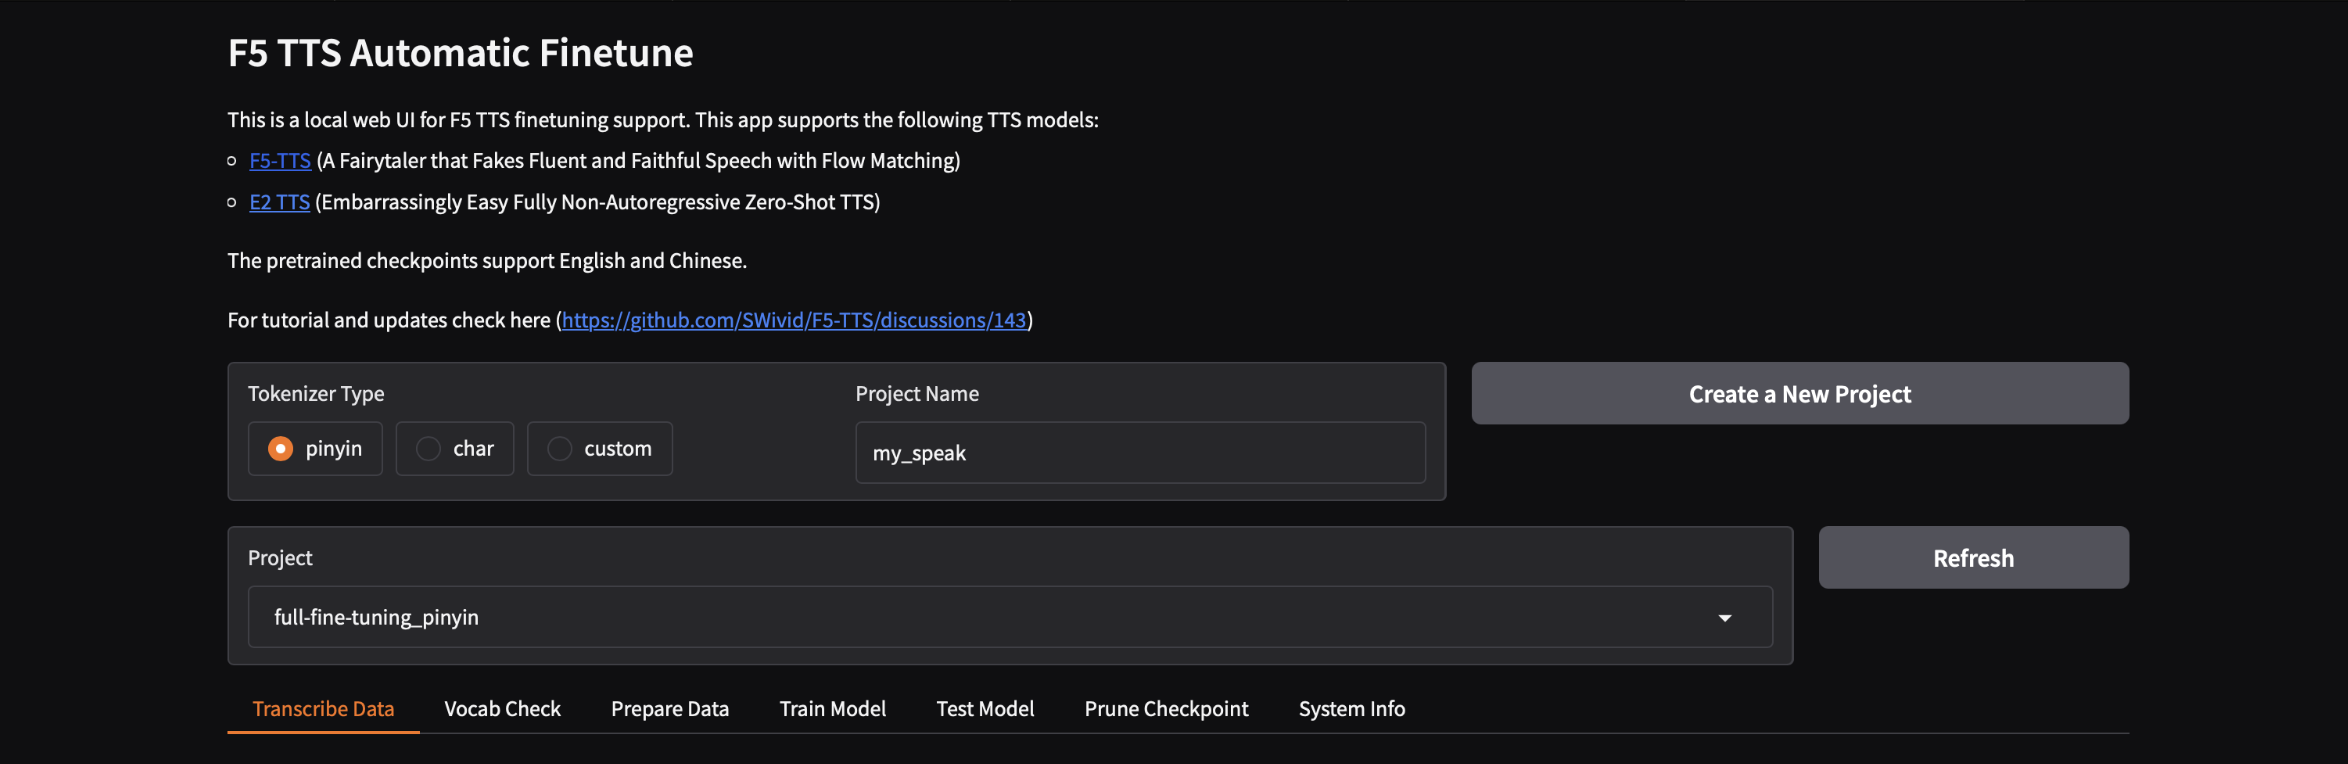 F5 TTS Automatic Finetune
This is a local web UI for F5 TTS finetuning support. This app supports the following TTS models:
F5-TTS (A Fairytaler that Fakes Fluent and Faithful Speech with Flow Matching)
E2 TTS (Embarrassingly Easy Fully Non-Autoregressive Zero-Shot TTS)
The pretrained checkpoints support English and Chinese.
For tutorial and updates check here (https://github.com/SWivid/F5-TTS/discussions/143)
Tokenizer Type
pinyin char custom
Project Name
my_speak
Create a New Project
Project
full-fine-tuning_pinyin
Refresh
Transcribe Data Vocab Check Prepare Data Train Model Test Model Prune Checkpoint System Info